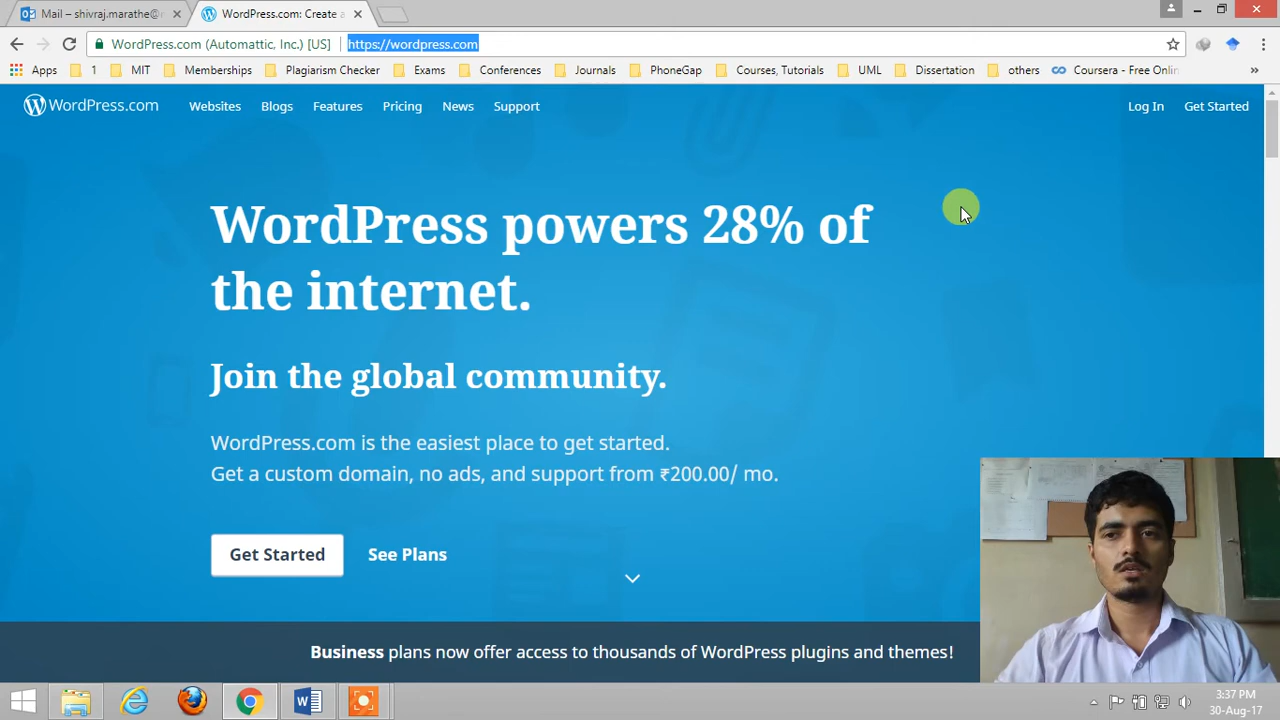 Mail – shivraj.marathe@
WordPress.com: Create a
WordPress.com (Automattic, Inc.) [US]
https://wordpress.com
Apps
1
MIT
Memberships
Plagiarism Checker
Exams
Conferences
Journals
PhoneGap
Courses, Tutorials
UML
Dissertation
others
Coursera - Free Onlin
WordPress.com
Websites
Blogs
Features
Pricing
News
Support
Log In
Get Started
WordPress powers 28% of
the internet.
Join the global community.
WordPress.com is the easiest place to get started.
Get a custom domain, no ads, and support from ₹200.00/ mo.
Get Started
See Plans
Business plans now offer access to thousands of WordPress plugins and themes!
3:37 PM
30-Aug-17